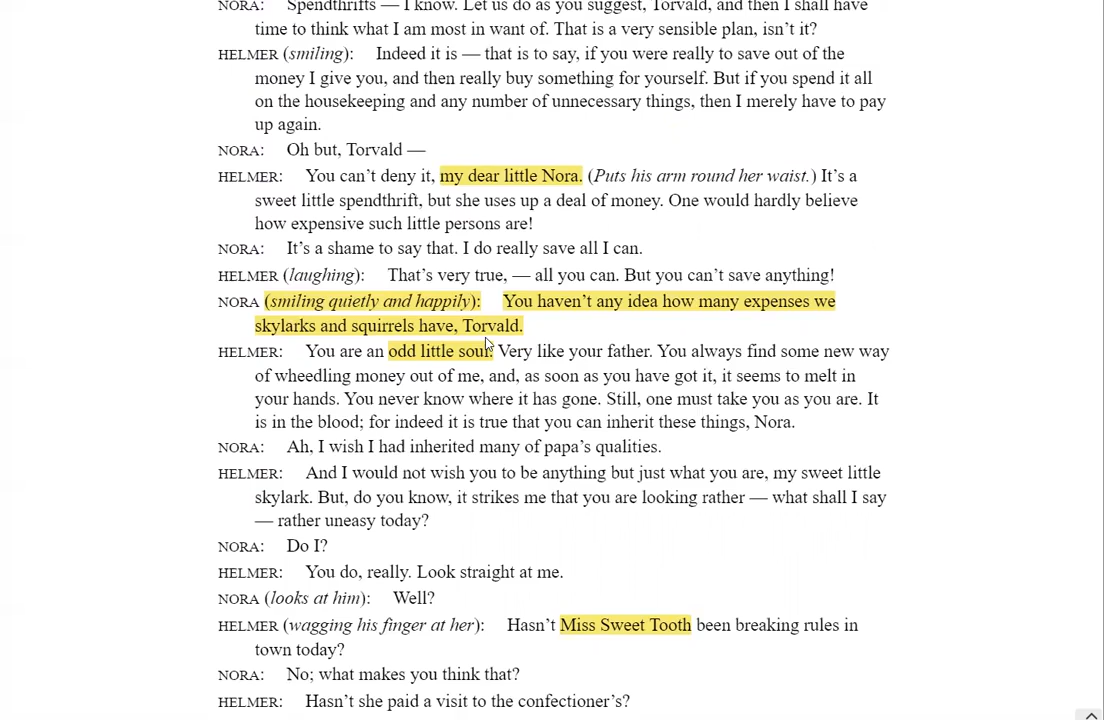 NORA: Spendthrifts — I know. Let us do as you suggest, Torvald, and then I shall have
time to think what I am most in want of. That is a very sensible plan, isn’t it?
HELMER (smiling): Indeed it is — that is to say, if you were really to save out of the
money I give you, and then really buy something for yourself. But if you spend it all
on the housekeeping and any number of unnecessary things, then I merely have to pay
up again.
NORA: Oh but, Torvald —
HELMER: You can’t deny it, my dear little Nora. (Puts his arm round her waist.) It’s a
sweet little spendthrift, but she uses up a deal of money. One would hardly believe
how expensive such little persons are!
NORA: It’s a shame to say that. I do really save all I can.
HELMER (laughing): That’s very true, — all you can. But you can’t save anything!
NORA (smiling quietly and happily): You haven’t any idea how many expenses we
skylarks and squirrels have, Torvald.
HELMER: You are an odd little soul. Very like your father. You always find some new way
of wheedling money out of me, and, as soon as you have got it, it seems to melt in
your hands. You never know where it has gone. Still, one must take you as you are. It
is in the blood; for indeed it is true that you can inherit these things, Nora.
NORA: Ah, I wish I had inherited many of papa’s qualities.
HELMER: And I would not wish you to be anything but just what you are, my sweet little
skylark. But, do you know, it strikes me that you are looking rather — what shall I say
— rather uneasy today?
NORA: Do I?
HELMER: You do, really. Look straight at me.
NORA (looks at him): Well?
HELMER (wagging his finger at her): Hasn’t Miss Sweet Tooth been breaking rules in
town today?
NORA: No; what makes you think that?
HELMER: Hasn’t she paid a visit to the confectioner’s?